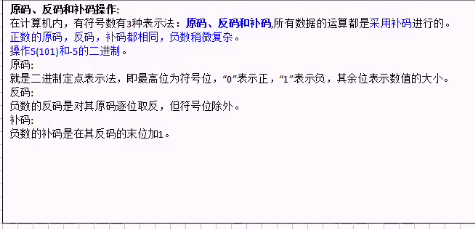 原码、反码和补码操作:
在计算机内，有符号数有3种表示法：原码、反码和补码,所有数据的运算都是采用补码进行的。
正数的原码，反码，补码都相同，负数稍微复杂。
操作5(101)和-5的二进制。
原码:
就是二进制定点表示法，即最高位为符号位，“0”表示正，“1”表示负，其余位表示数值的大小。
反码:
负数的反码是对其原码逐位取反，但符号位除外。
补码:
负数的补码是在其反码的末位加1。